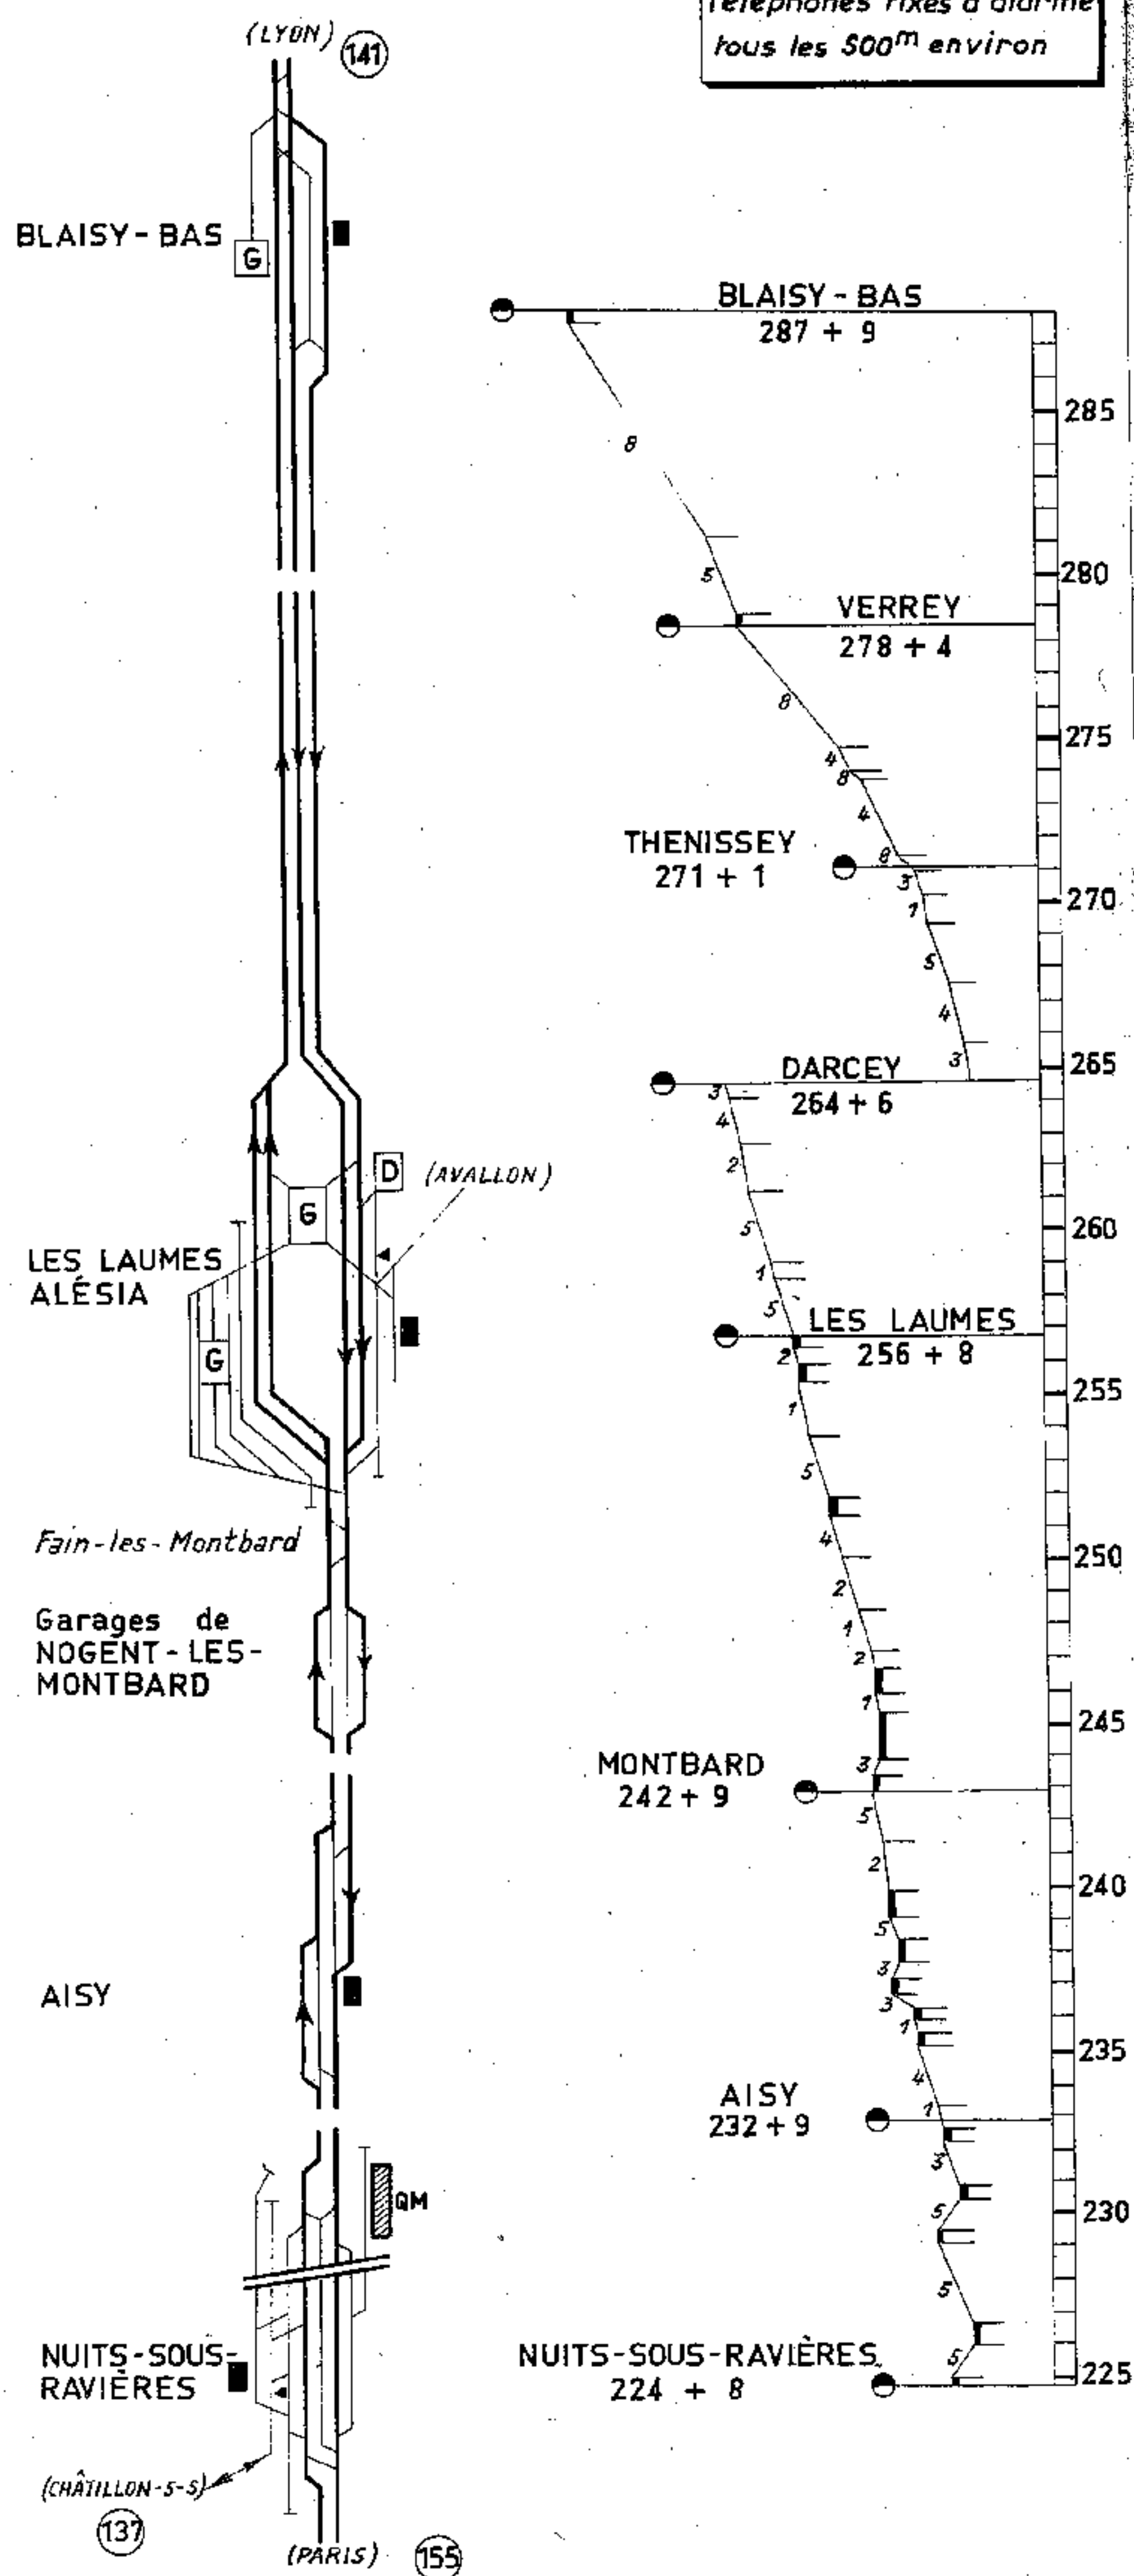 (LYON)
141
Téléphones fixes d'alarme
tous les 500m environ
BLAISY-BAS
G
BLAISY-BAS
287 + 9
285
8
5
280
VERREY
278 + 4
8
275
4
8
4
THENISSEY
271 + 1
8
3
1
270
5
4
3
265
DARCEY
264 + 6
3
4
2
D
(AVALLON)
G
260
5
LES LAUMES
ALÉSIA
1
5
LES LAUMES
256 + 8
G
2
255
1
5
Fain-les-Montbard
4
250
2
Garages de
NOGENT-LES-
MONTBARD
1
2
1
245
3
MONTBARD
242 + 9
5
2
240
5
3
3
AISY
1
235
4
AISY
232 + 9
1
3
QM
230
5
5
NUITS-SOUS-
RAVIÈRES
NUITS-SOUS-RAVIÈRES
224 + 8
5
225
(CHÂTILLON-S-S)
137
(PARIS)
155